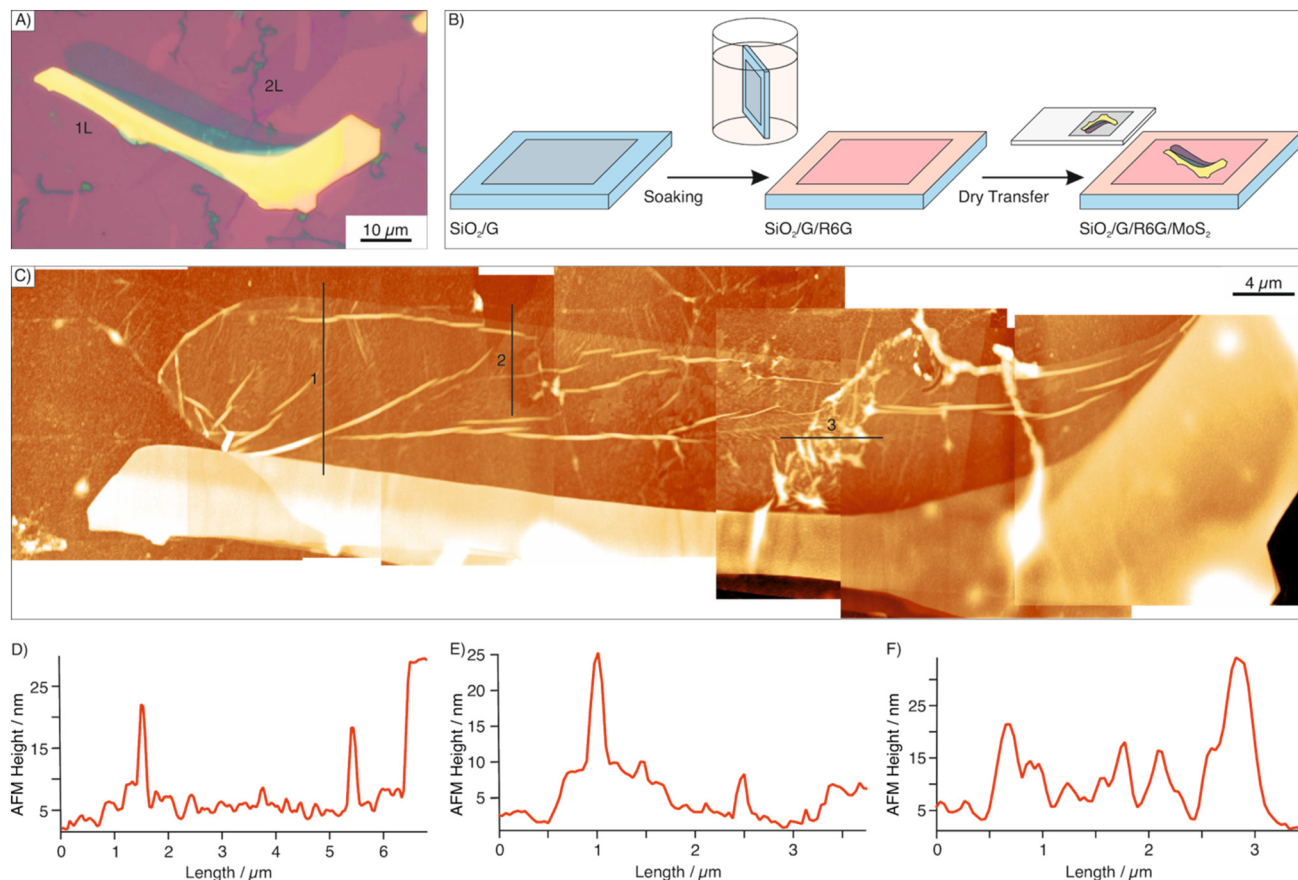 A)
2L
1L
10 µm
B)
Soaking
Dry Transfer
SiO2/G
SiO2/G/R6G
SiO2/G/R6G/MoS2
C)
4 µm
1
2
3
D)
25
15
5
AFM Height / nm
0 1 2 3 4 5 6
Length / µm
E)
25
20
15
10
5
AFM Height / nm
0 1 2 3
Length / µm
F)
25
15
5
AFM Height / nm
0 1 2 3
Length / µm